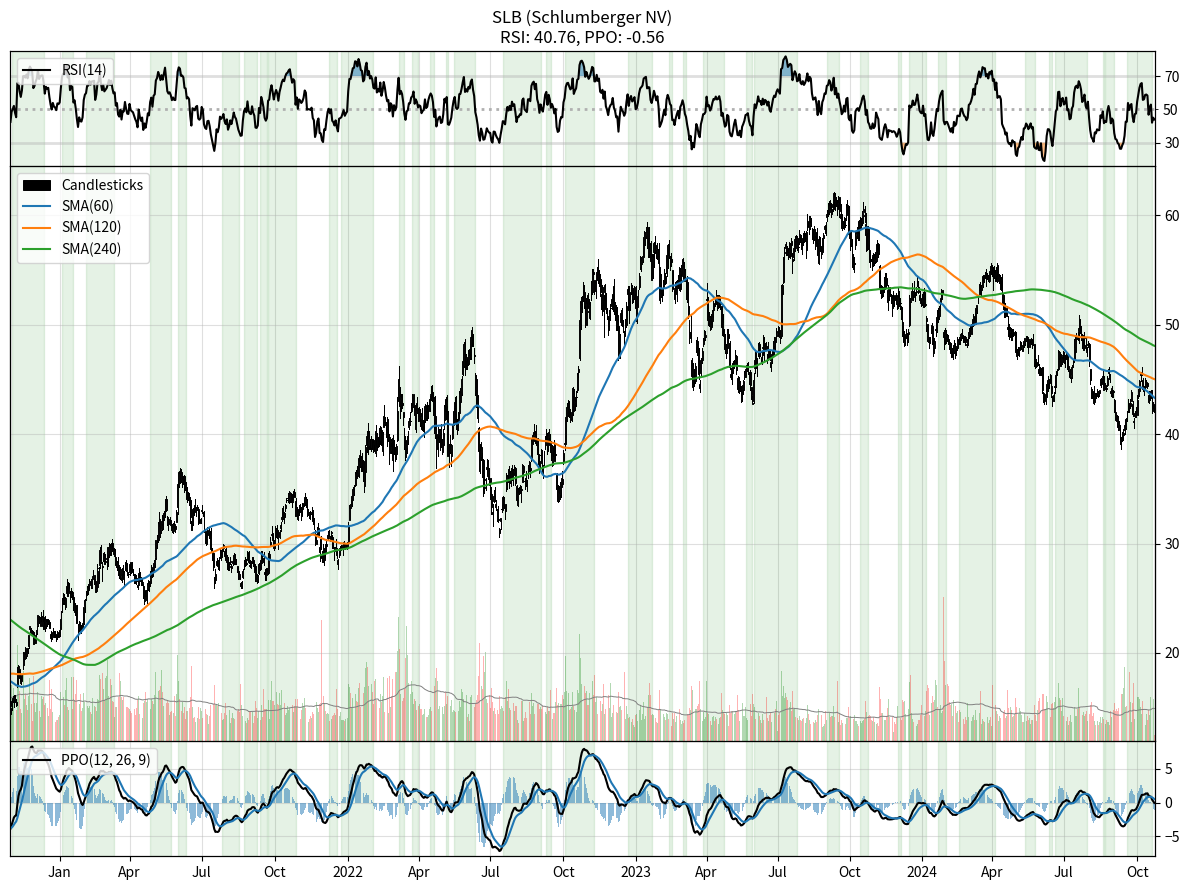 SLB (Schlumberger NV)
RSI: 40.76, PPO: -0.56
RSI(14)
70
50
30
Candlesticks
SMA(60)
SMA(120)
SMA(240)
60
50
40
30
20
PPO(12, 26, 9)
5
0
−5
Jan Apr Jul Oct 2022 Apr Jul Oct 2023 Apr Jul Oct 2024 Apr Jul Oct